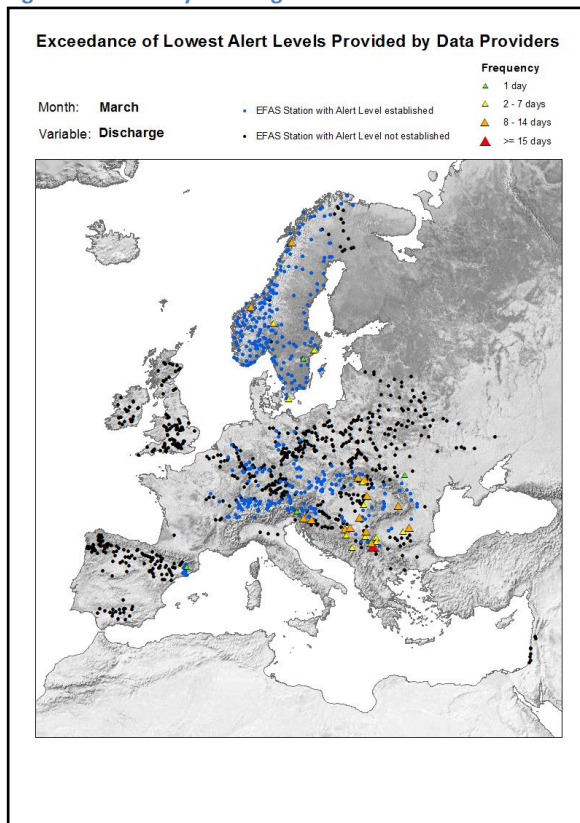 Exceedance of Lowest Alert Levels Provided by Data Providers
Frequency
1 day
2 - 7 days
8 - 14 days
>= 15 days
Month: March
EFAS Station with Alert Level established
Variable: Discharge
EFAS Station with Alert Level not established